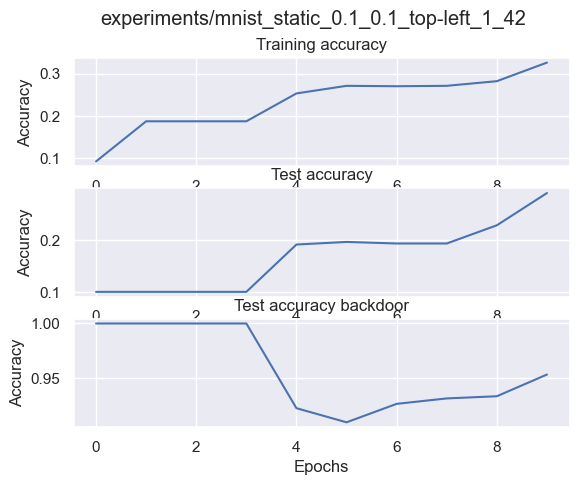 experiments/mnist_static_0.1_0.1_top-left_1_42
Training accuracy
Accuracy
0.3
0.2
0.1
0 2 4 6 8
Test accuracy
Accuracy
0.2
0.1
0 2 4 6 8
Test accuracy backdoor
Accuracy
1.00
0.95
0 2 4 6 8
Epochs